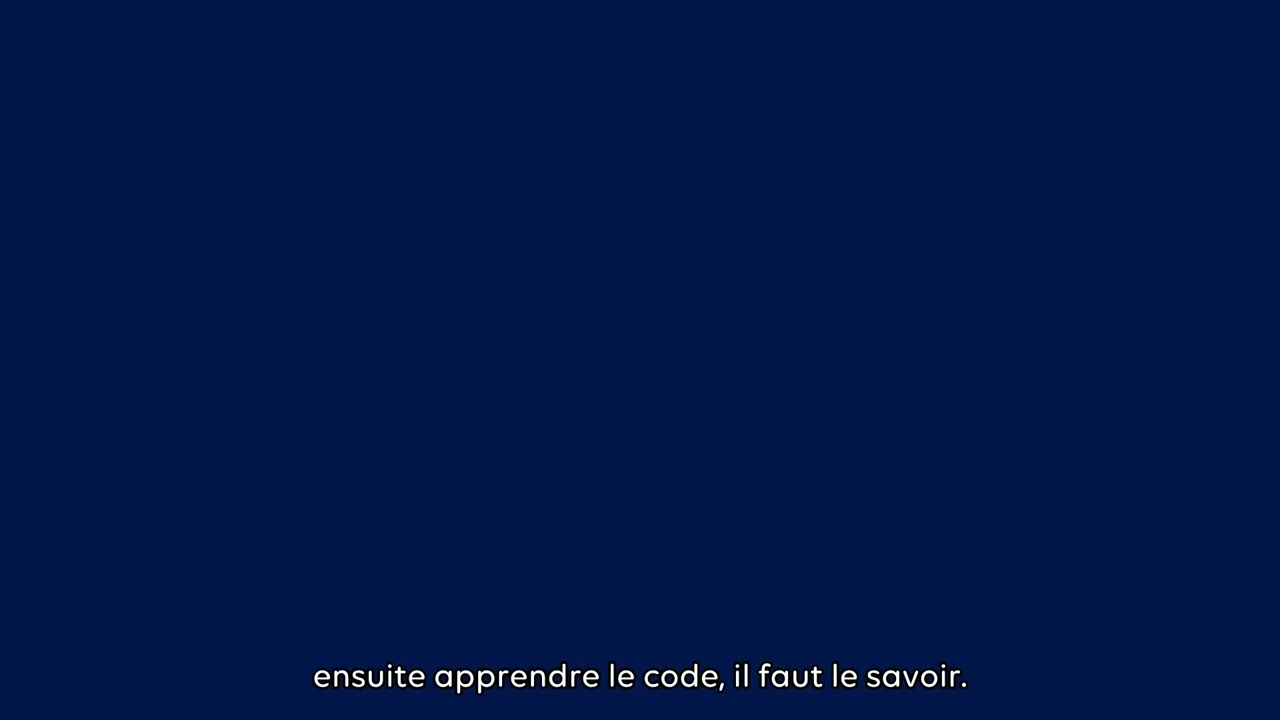 ensuite apprendre le code, il faut le savoir.